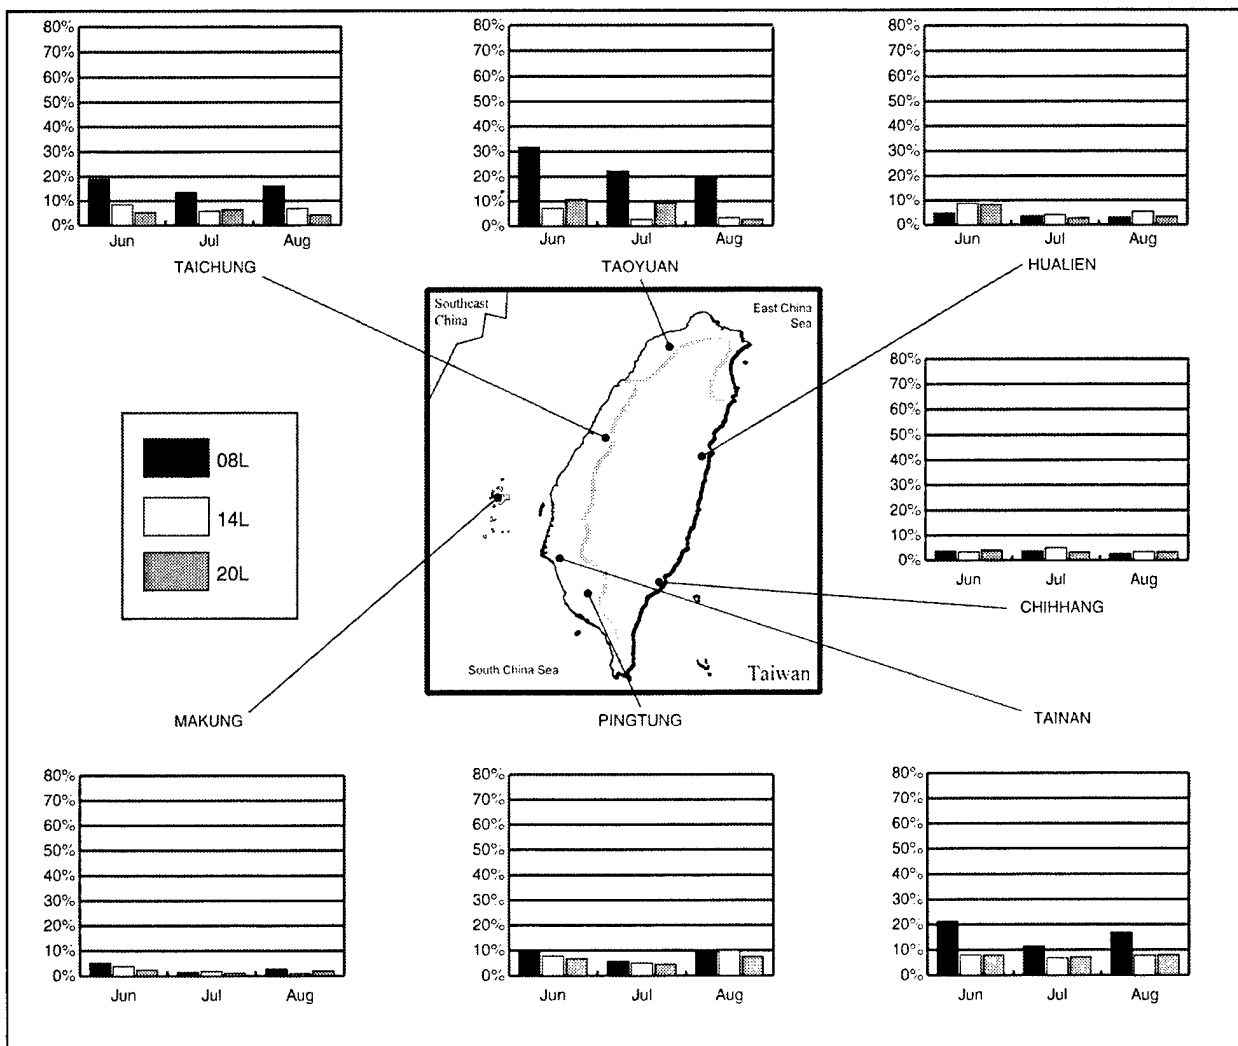 80%
70%
60%
50%
40%
30%
20%
10%
0%
Jun Jul Aug
TAICHUNG
80%
70%
60%
50%
40%
30%
20%
10%
0%
Jun Jul Aug
TAOYUAN
80%
70%
60%
50%
40%
30%
20%
10%
0%
Jun Jul Aug
HUALIEN
Southeast
China
East China
Sea
South China Sea
Taiwan
08L
14L
20L
80%
70%
60%
50%
40%
30%
20%
10%
0%
Jun Jul Aug
CHIHHANG
MAKUNG
80%
70%
60%
50%
40%
30%
20%
10%
0%
Jun Jul Aug
PINGTUNG
80%
70%
60%
50%
40%
30%
20%
10%
0%
Jun Jul Aug
TAINAN
80%
70%
60%
50%
40%
30%
20%
10%
0%
Jun Jul Aug